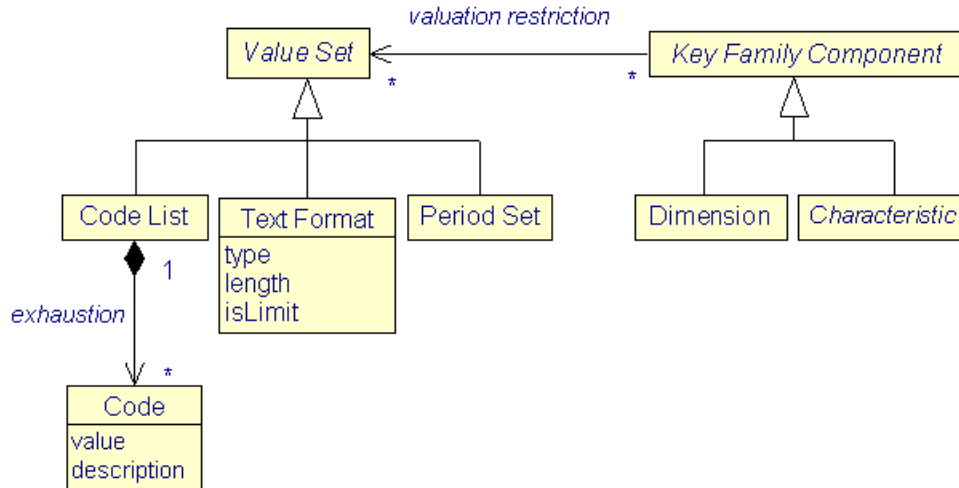 valuation restriction
Value Set
Key Family Component
*
*
Code List
Text Format
type
length
isLimit
Period Set
Dimension
Characteristic
1
exhaustion
*
Code
value
description